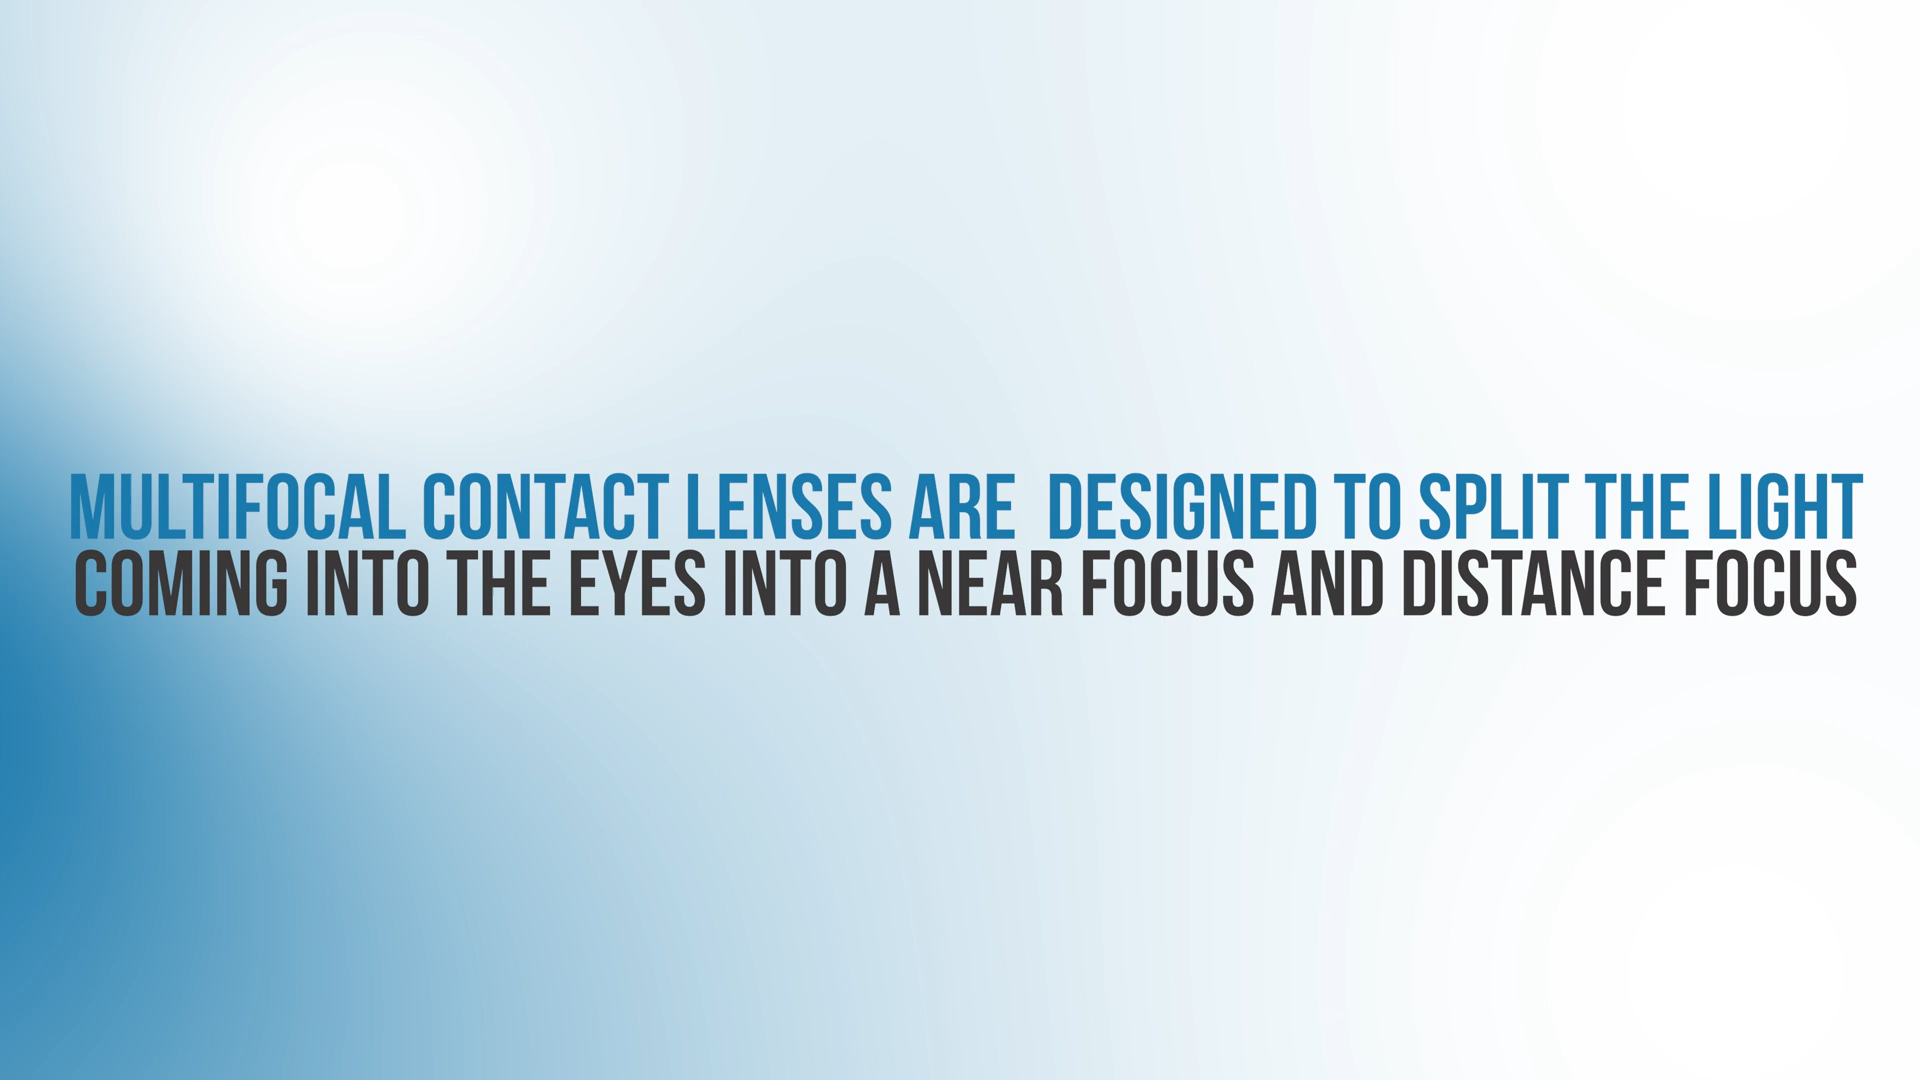 MULTIFOCAL CONTACT LENSES ARE  DESIGNED TO SPLIT THE LIGHT
COMING INTO THE EYES INTO A NEAR FOCUS AND DISTANCE FOCUS